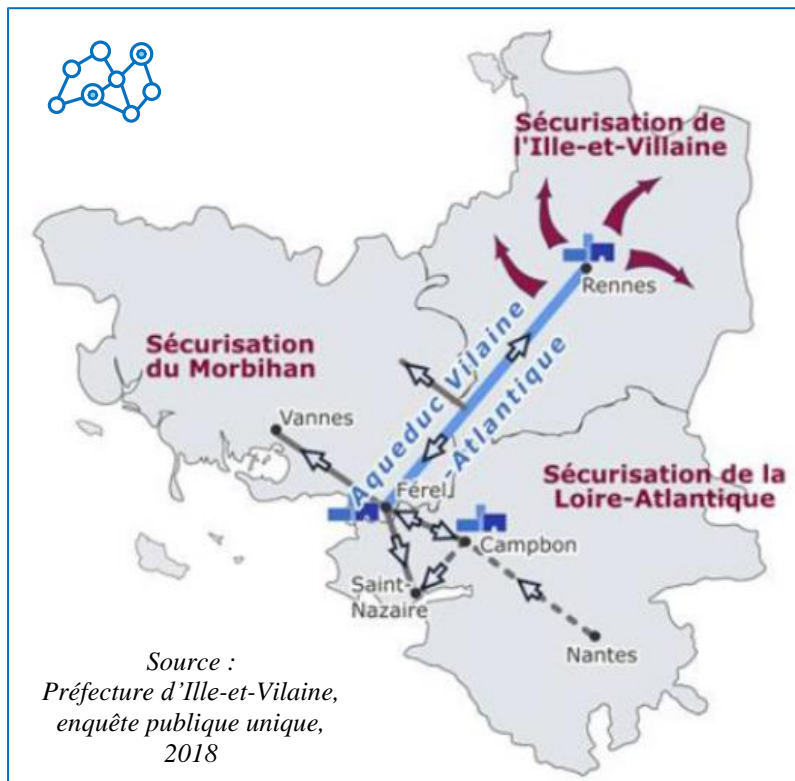 Sécurisation de
l'Ille-et-Villaine
Rennes
Aqueduc Vilaine
-Atlantique
Sécurisation
du Morbihan
Vannes
Férel
Sécurisation de la
Loire-Atlantique
Campbon
Saint-
Nazaire
Nantes
Source :
Préfecture d’Ille-et-Vilaine,
enquête publique unique,
2018